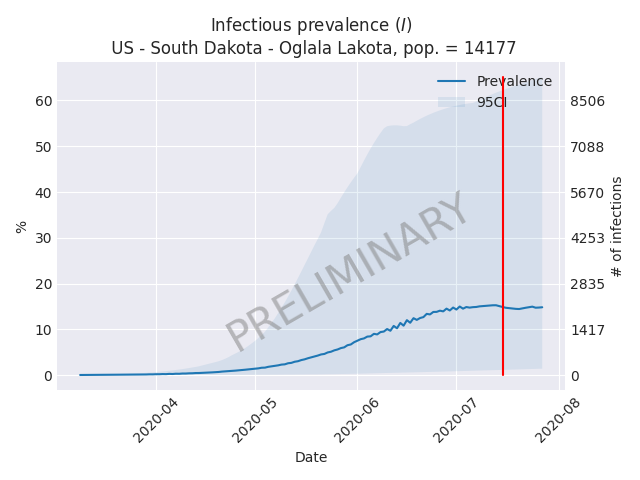 Infectious prevalence (I)
US - South Dakota - Oglala Lakota, pop. = 14177
Prevalence
95CI
60
50
40
30
20
10
0
%
8506
7088
5670
4253
2835
1417
0
# of infections
PRELIMINARY
2020-04
2020-05
2020-06
2020-07
2020-08
Date